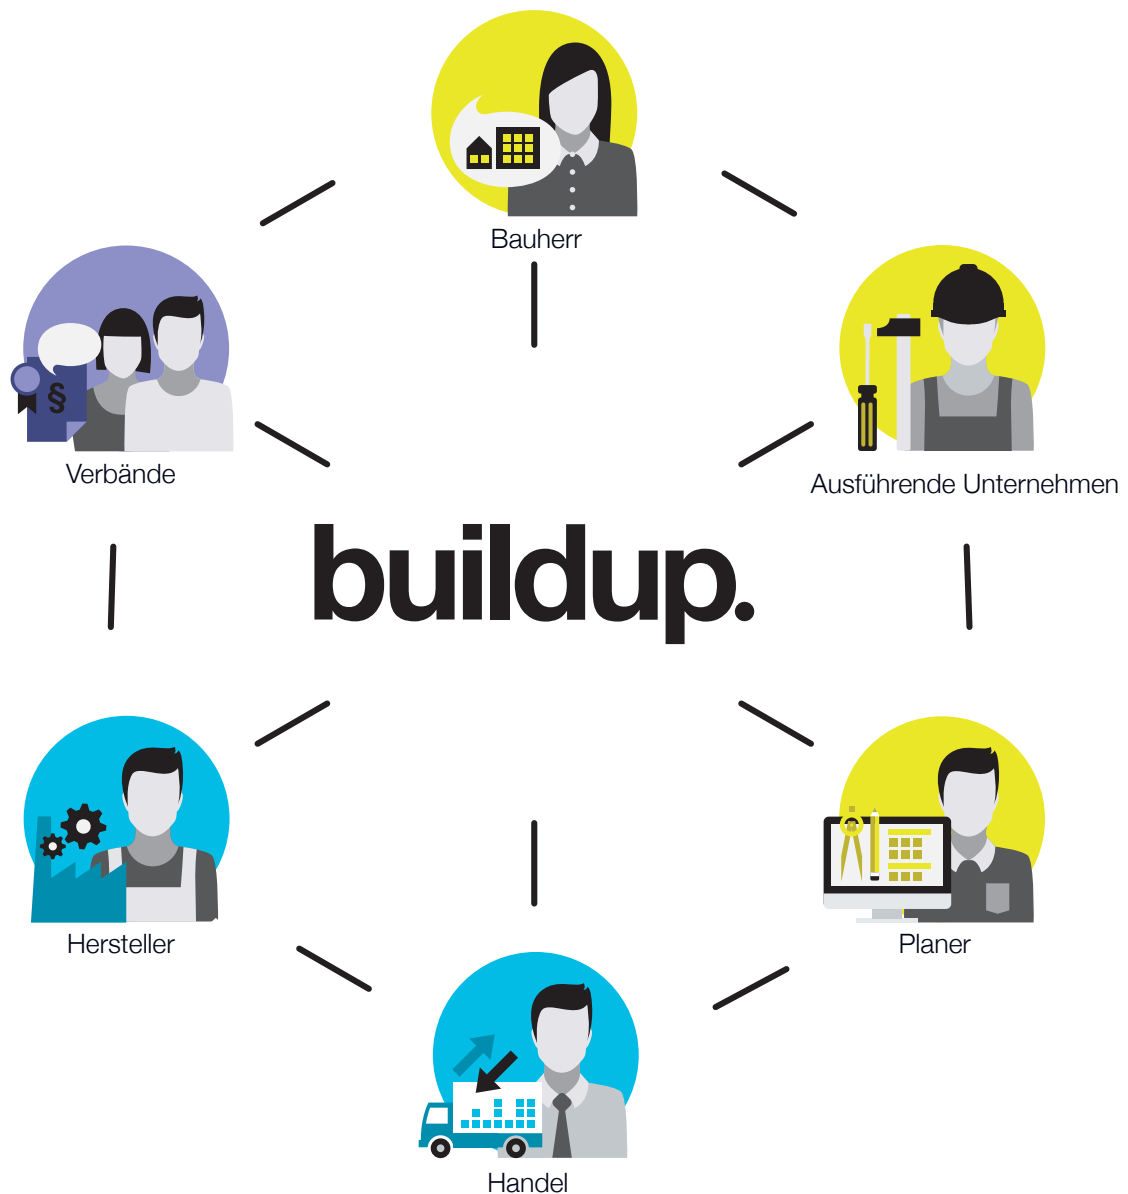 Bauherr
Verbände
Ausführende Unternehmen
§
buildup.
Hersteller
Planer
Handel